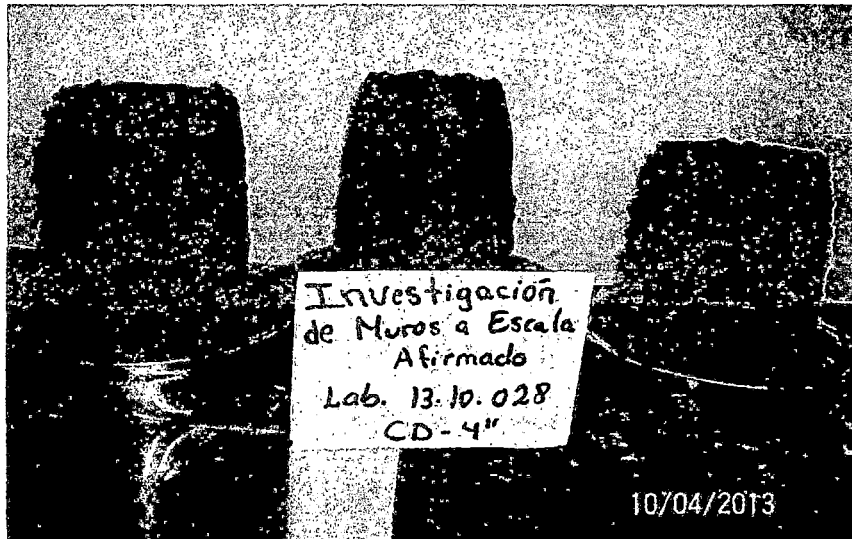 Investigación
de Muros a Escala
Afirmado
Lab. 13.10.028
CD-4"
10/04/2013